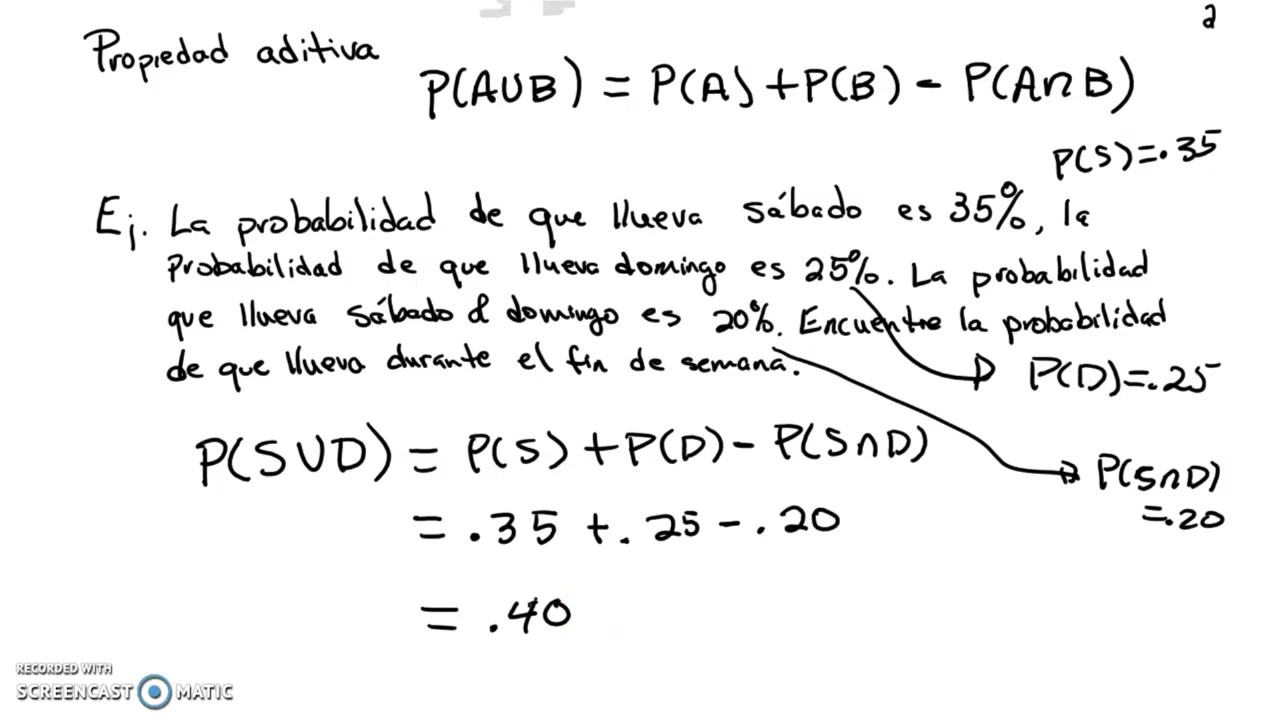 2
Propiedad aditiva
P(A∪B) = P(A) + P(B) - P(A∩B)
P(S)=.35
Ej. La probabilidad de que llueva sábado es 35%, la
probabilidad de que llueva domingo es 25%. La probabilidad
que llueva sábado & domingo es 20%. Encuentre la probabilidad
de que llueva durante el fin de semana.
P(D)=.25
P(S∪D) = P(S) + P(D) - P(S∩D)
P(S∩D)
=.20
= .35 + .25 - .20
= .40
RECORDED WITH
SCREENCAST MATIC